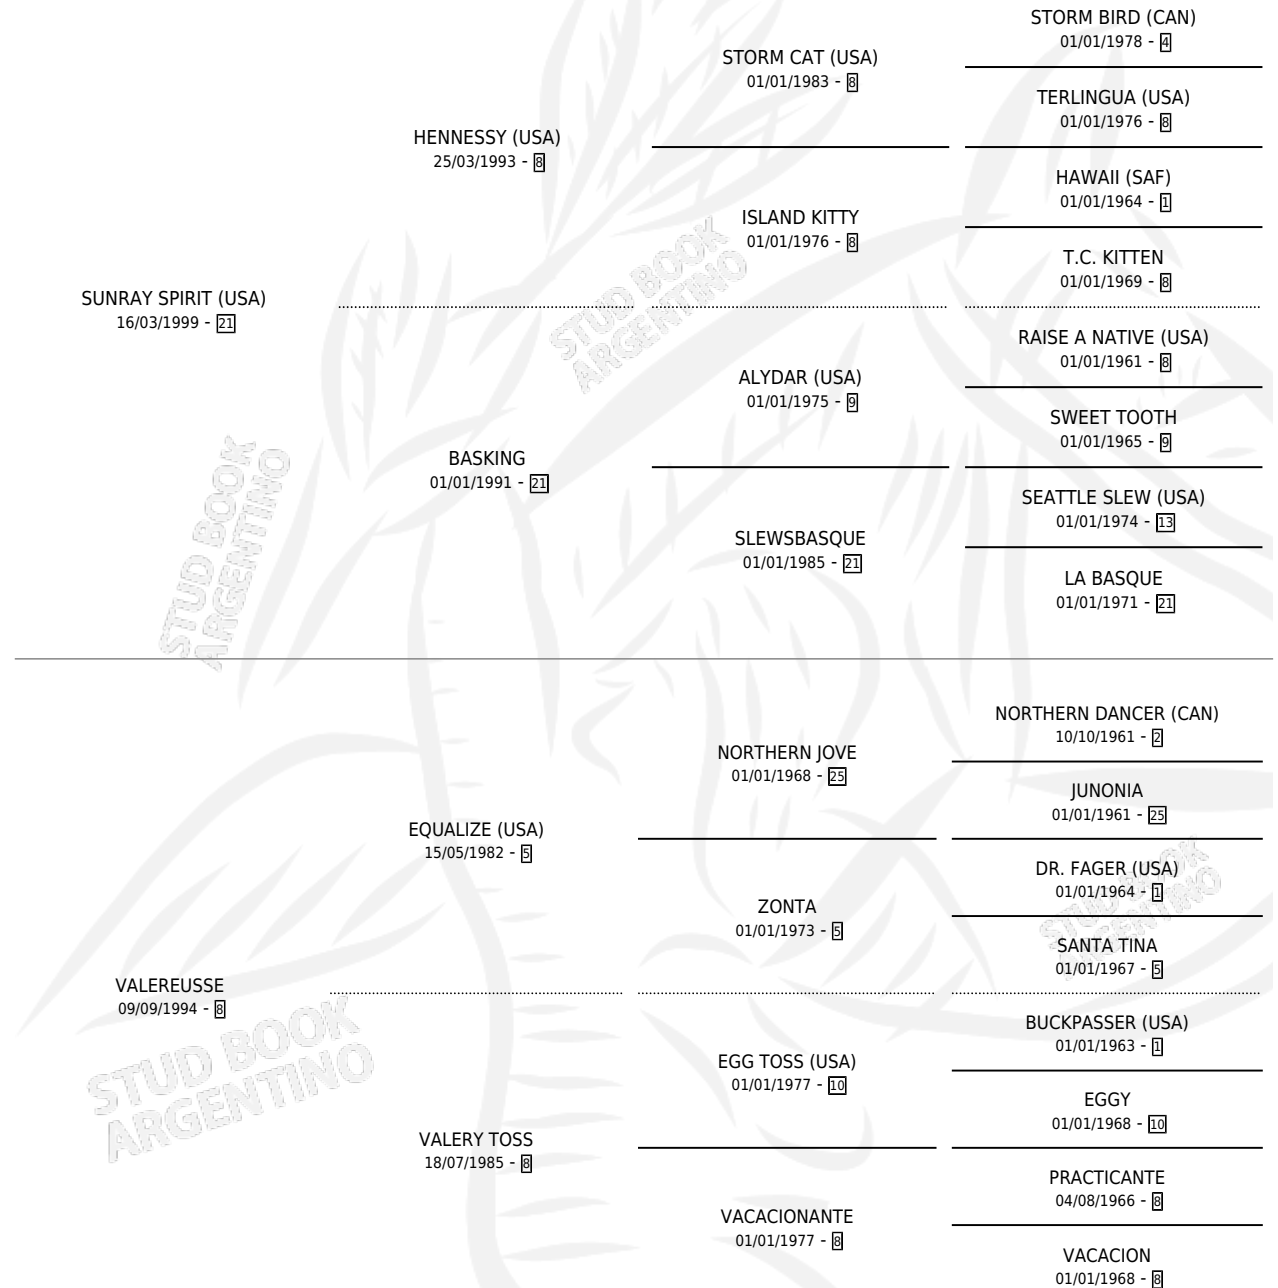 STORM BIRD (CAN)
01/01/1978 - 4
STORM CAT (USA)
01/01/1983 - 8
TERLINGUA (USA)
01/01/1976 - 8
HENNESSY (USA)
25/03/1993 - 8
HAWAII (SAF)
01/01/1964 - 1
ISLAND KITTY
01/01/1976 - 8
T.C. KITTEN
01/01/1969 - 8
SUNRAY SPIRIT (USA)
16/03/1999 - 21
RAISE A NATIVE (USA)
01/01/1961 - 8
ALYDAR (USA)
01/01/1975 - 9
SWEET TOOTH
01/01/1965 - 9
BASKING
01/01/1991 - 21
SEATTLE SLEW (USA)
01/01/1974 - 13
SLEWSBASQUE
01/01/1985 - 21
LA BASQUE
01/01/1971 - 21
NORTHERN DANCER (CAN)
10/10/1961 - 2
NORTHERN JOVE
01/01/1968 - 25
JUNONIA
01/01/1961 - 25
EQUALIZE (USA)
15/05/1982 - 5
DR. FAGER (USA)
01/01/1964 - 1
ZONTA
01/01/1973 - 5
SANTA TINA
01/01/1967 - 5
VALEREUSSE
09/09/1994 - 8
BUCKPASSER (USA)
01/01/1963 - 1
EGG TOSS (USA)
01/01/1977 - 10
EGGY
01/01/1968 - 10
VALERY TOSS
18/07/1985 - 8
PRACTICANTE
04/08/1966 - 8
VACACIONANTE
01/01/1977 - 8
VACACION
01/01/1968 - 8
STUD BOOK
ARGENTINO
STUD BOOK
ARGENTINO
STUD BOOK
ARGENTINO
STUD BOOK
ARGENTINO